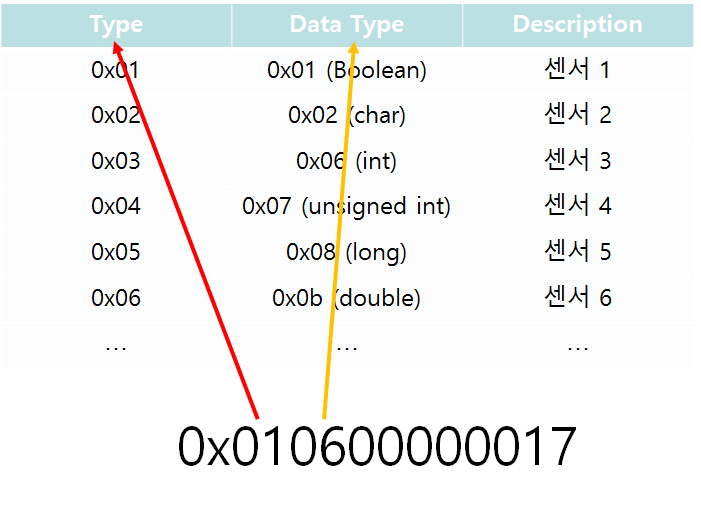 Type Data Type Description
0x01 0x01 (Boolean) 센서 1
0x02 0x02 (char) 센서 2
0x03 0x06 (int) 센서 3
0x04 0x07 (unsigned int) 센서 4
0x05 0x08 (long) 센서 5
0x06 0x0b (double) 센서 6
... ... ...
0x010600000017